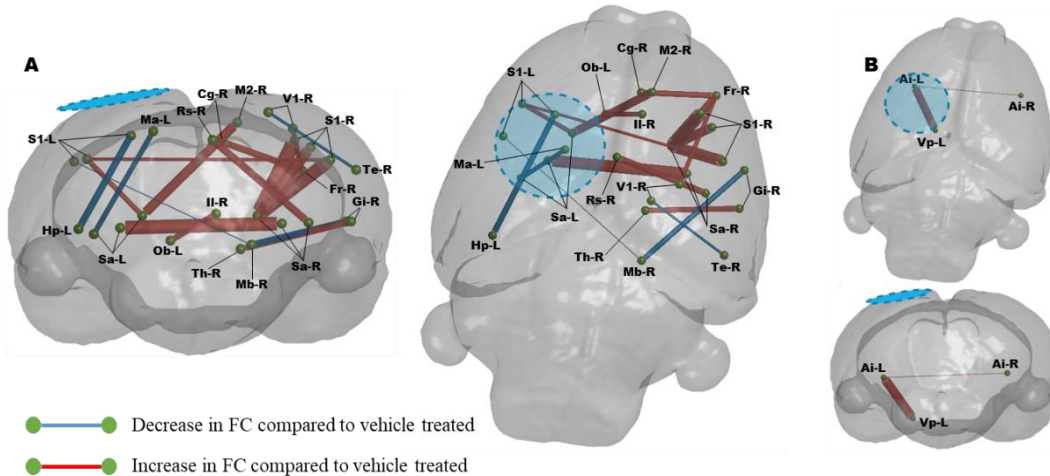 A
M2-R
Cg-R
Rs-R
V1-R
S1-R
Ma-L
S1-L
Te-R
Fr-R
Gi-R
Il-R
Hp-L
Ob-L
Sa-L
Sa-R
Th-R
Mb-R
Cg-R
M2-R
Ob-L
S1-L
Fr-R
Il-R
S1-R
Ma-L
V1-R
Gi-R
Rs-R
Sa-L
Sa-R
Hp-L
Th-R
Mb-R
Te-R
B
Ai-L
Ai-R
Vp-L
Ai-L
Ai-R
Vp-L
Decrease in FC compared to vehicle treated
Increase in FC compared to vehicle treated